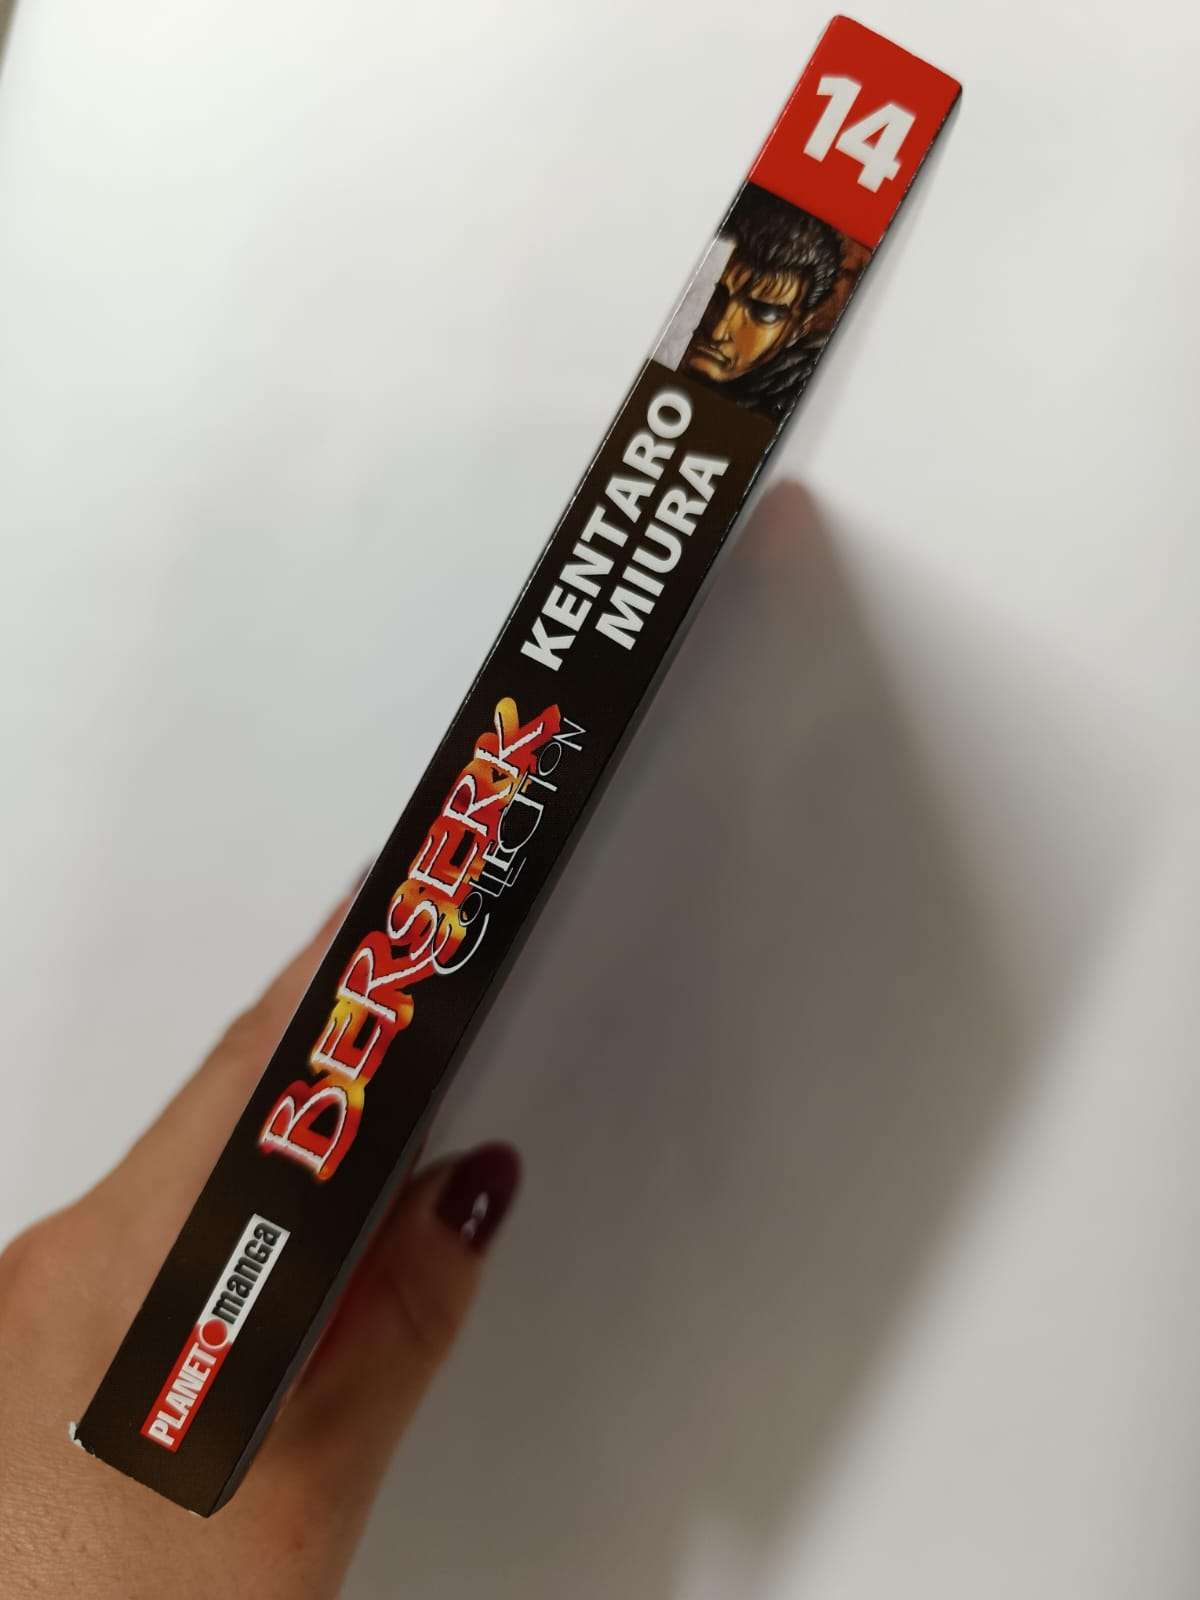 14
KENTARO
MIURA
BERSERK
COLLECTION
PLANET manga